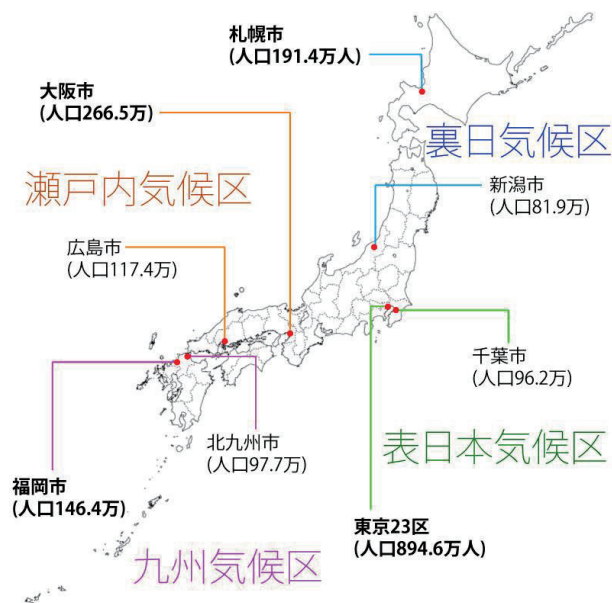 札幌市
(人口191.4万人)
大阪市
(人口266.5万)
裏日気候区
瀬戸内気候区
新潟市
(人口81.9万)
広島市
(人口117.4万)
千葉市
(人口96.2万)
表日本気候区
北九州市
(人口97.7万)
福岡市
(人口146.4万)
東京23区
(人口894.6万人)
九州気候区